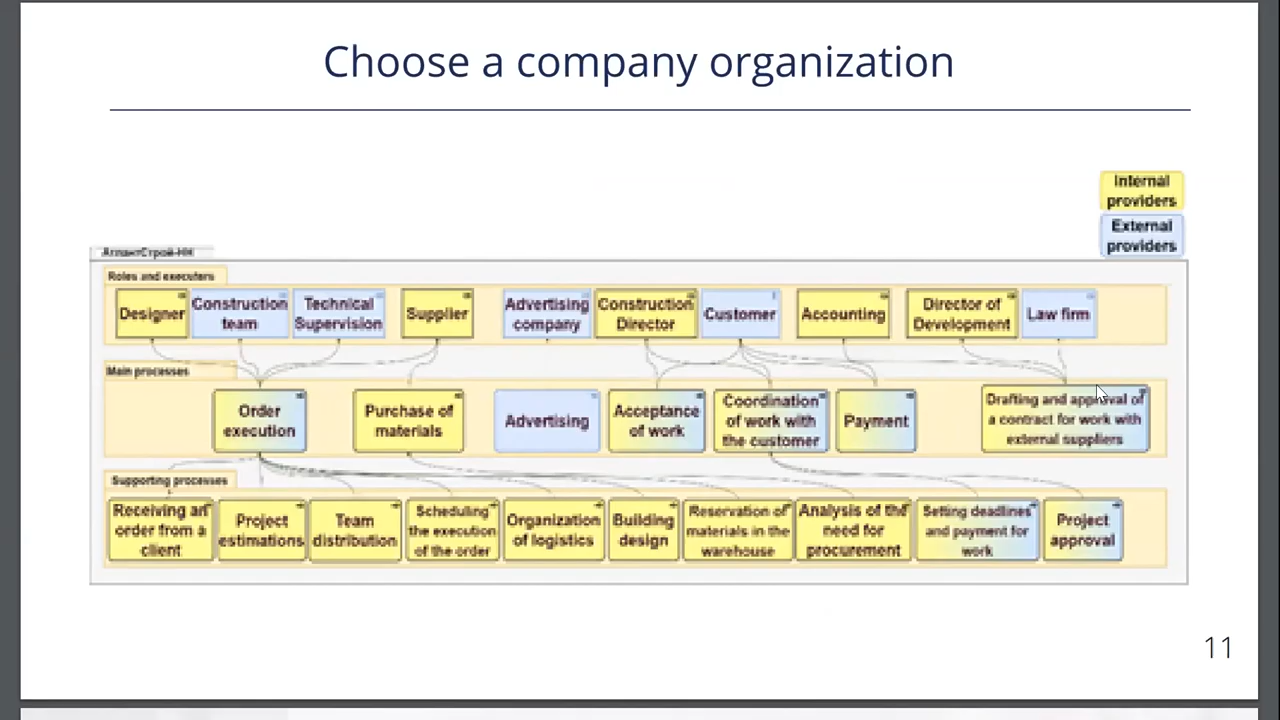 Choose a company organization
Internal
providers
External
providers
АтлантСтрой-НН
Roles and executers
Designer
Construction
team
Technical
Supervision
Supplier
Advertising
company
Construction
Director
Customer
Accounting
Director of
Development
Law firm
Main processes
Order
execution
Purchase of
materials
Advertising
Acceptance
of work
Coordination
of work with
the customer
Payment
Drafting and approval of
a contract for work with
external suppliers
Supporting processes
Receiving an
order from a
client
Project
estimations
Team
distribution
Scheduling
the execution
of the order
Organization
of logistics
Building
design
Reservation of
materials in the
warehouse
Analysis of the
need for
procurement
Setting deadlines
and payment for
work
Project
approval
11